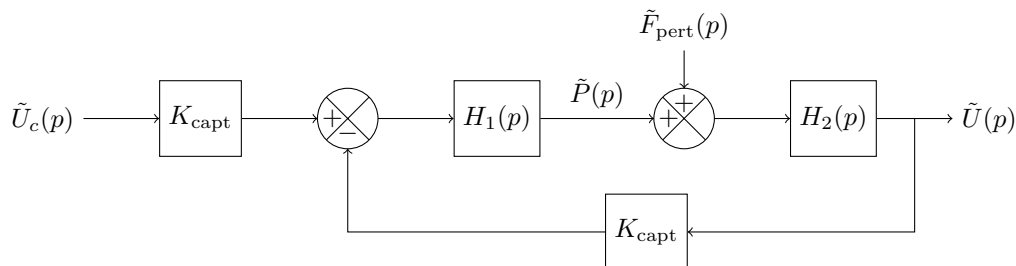 F̃pert(p)
Ũc(p) Kcapt + − H1(p) P̃(p) + + H2(p) Ũ(p)
Kcapt